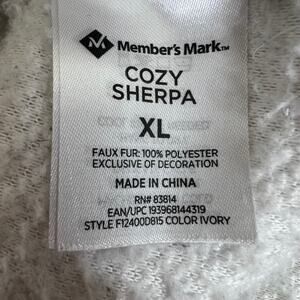 Member's Mark™
COZY
SHERPA
XL
FAUX FUR: 100% POLYESTER
EXCLUSIVE OF DECORATION
MADE IN CHINA
RN# 83814
EAN/UPC 193968144319
STYLE F12400D815 COLOR IVORY